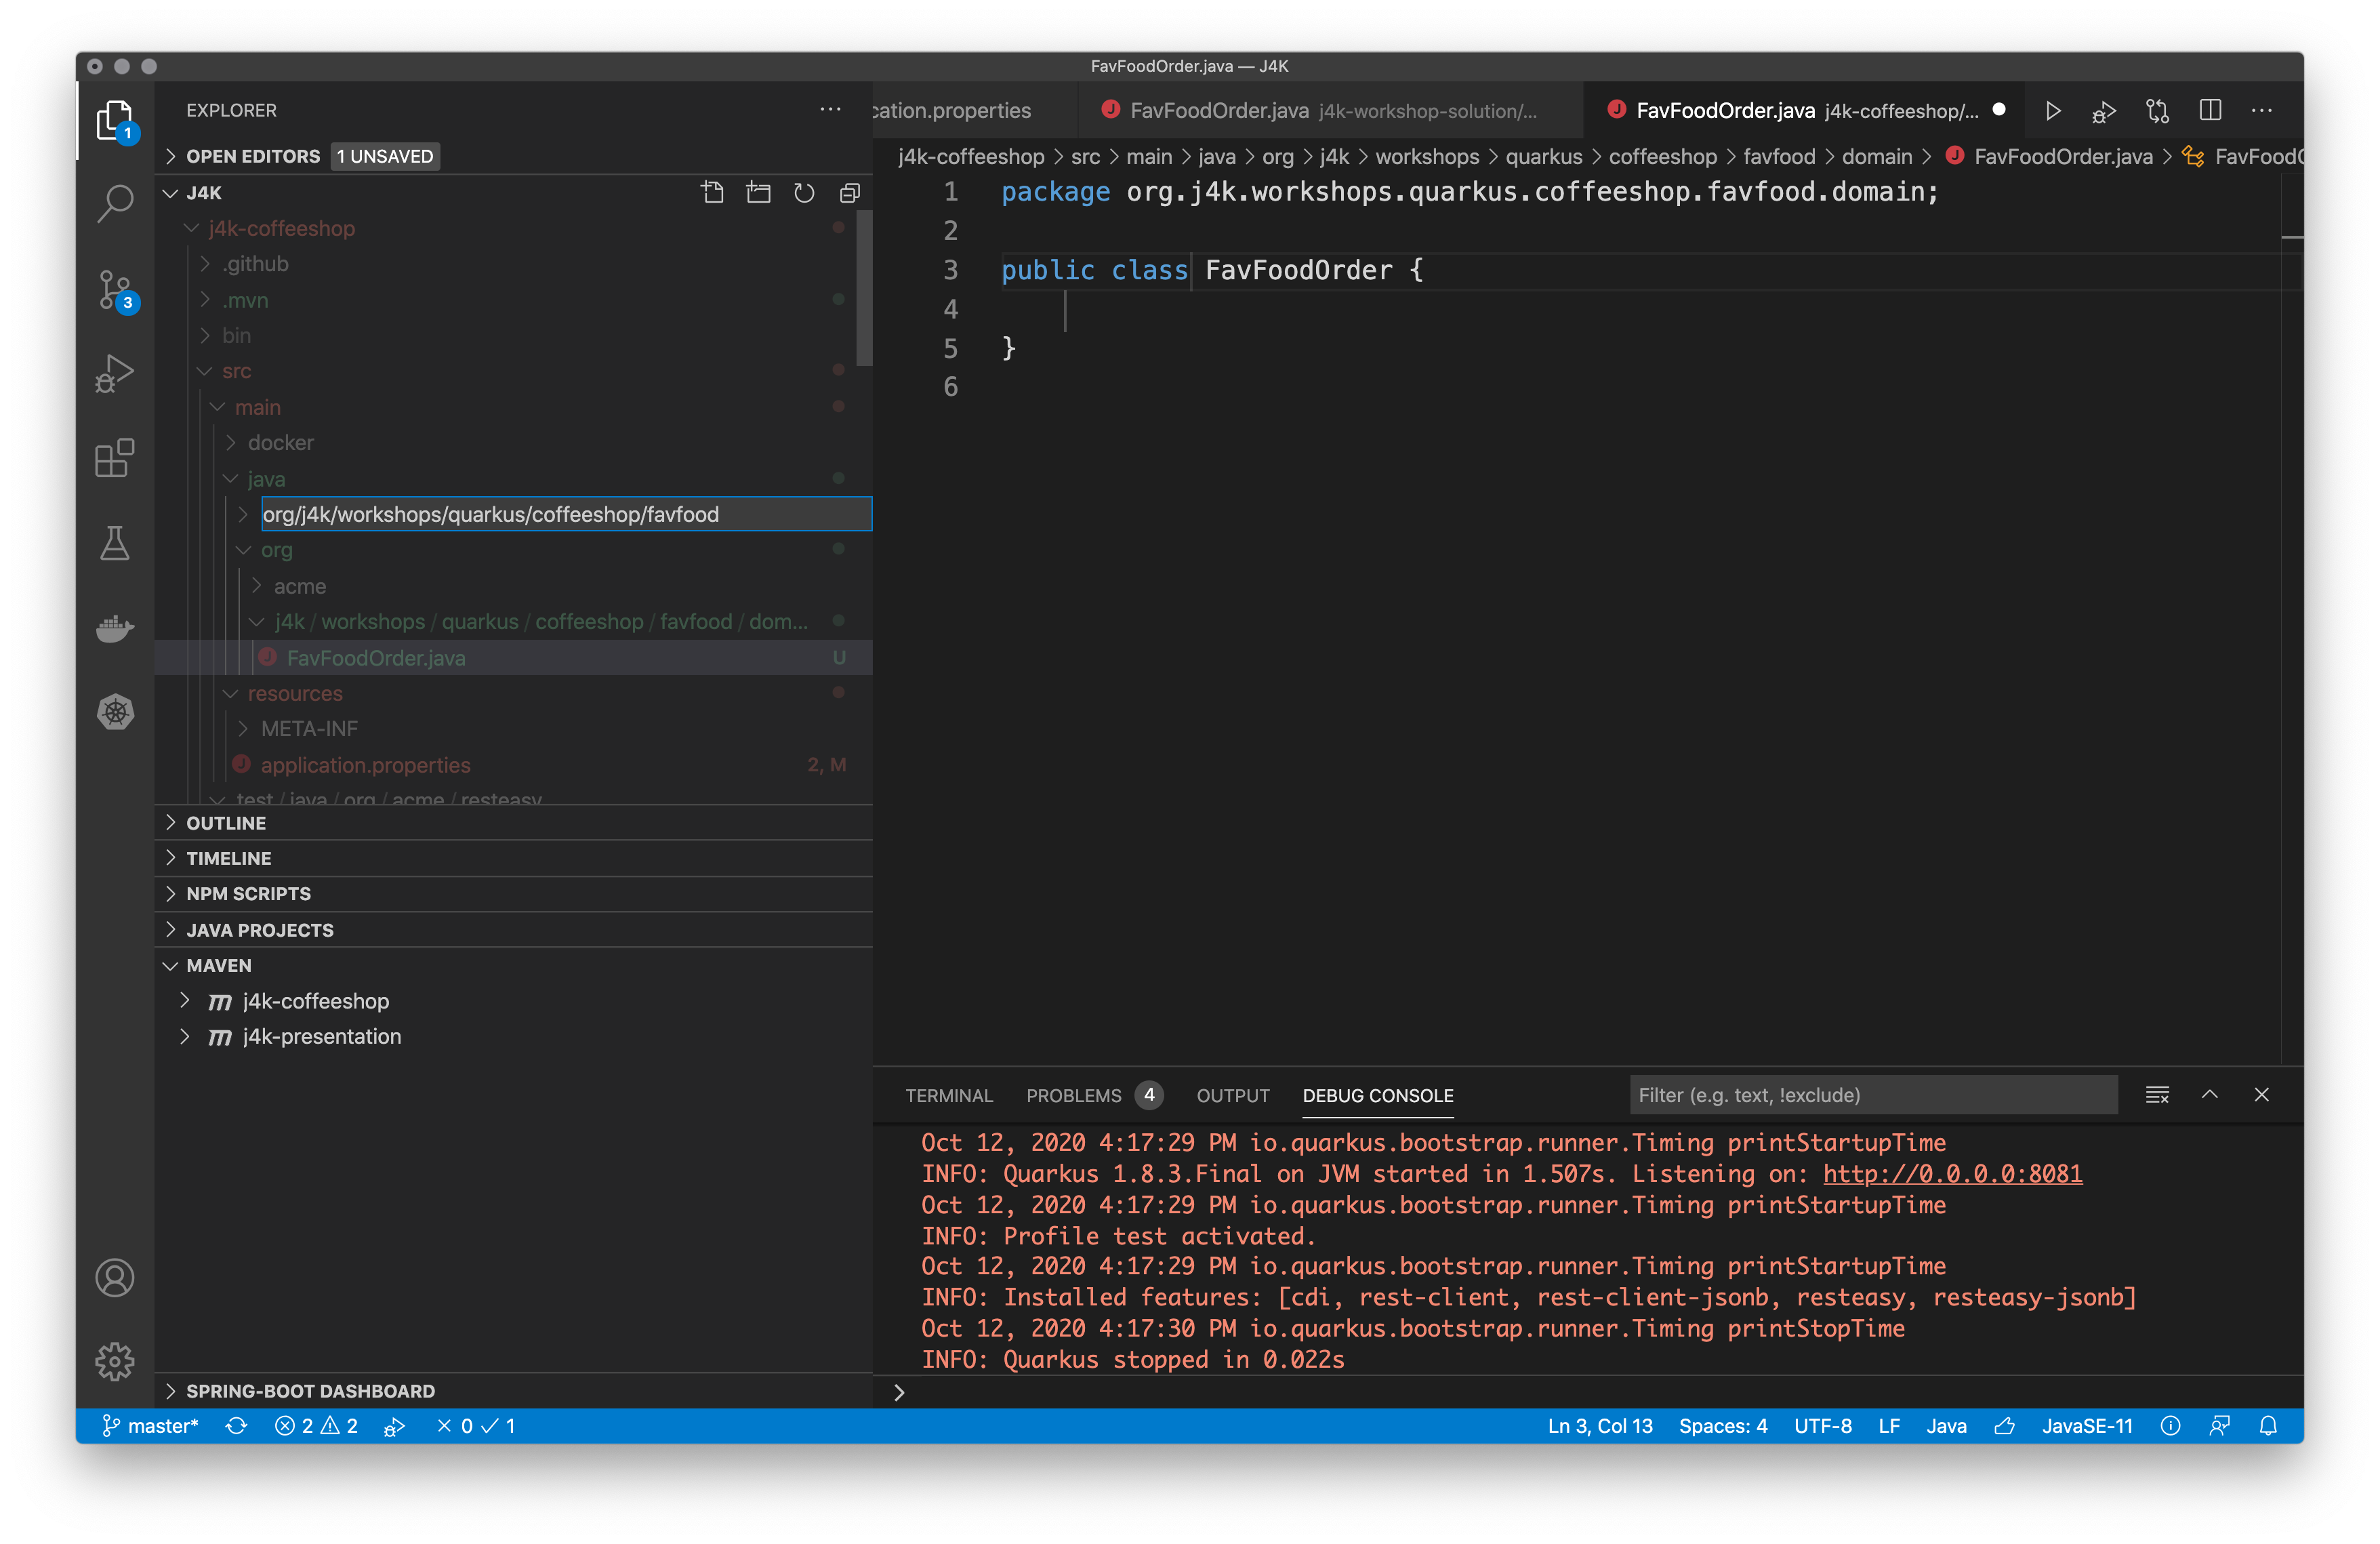 FavFoodOrder.java — J4K
EXPLORER
1
OPEN EDITORS 1 UNSAVED
J4K
j4k-coffeeshop
.github
.mvn
bin
src
main
docker
java
org/j4k/workshops/quarkus/coffeeshop/favfood
org
acme
j4k / workshops / quarkus / coffeeshop / favfood / dom...
FavFoodOrder.java U
resources
META-INF
application.properties 2, M
test / java / org / acme / resteasy
OUTLINE
TIMELINE
NPM SCRIPTS
JAVA PROJECTS
MAVEN
j4k-coffeeshop
j4k-presentation
SPRING-BOOT DASHBOARD
3
cation.properties FavFoodOrder.java j4k-workshop-solution/... FavFoodOrder.java j4k-coffeeshop/...
j4k-coffeeshop > src > main > java > org > j4k > workshops > quarkus > coffeeshop > favfood > domain > FavFoodOrder.java > FavFoodO
1 package org.j4k.workshops.quarkus.coffeeshop.favfood.domain;
2
3 public class FavFoodOrder {
4
5 }
6
TERMINAL PROBLEMS 4 OUTPUT DEBUG CONSOLE Filter (e.g. text, !exclude)
Oct 12, 2020 4:17:29 PM io.quarkus.bootstrap.runner.Timing printStartupTime
INFO: Quarkus 1.8.3.Final on JVM started in 1.507s. Listening on: http://0.0.0.0:8081
Oct 12, 2020 4:17:29 PM io.quarkus.bootstrap.runner.Timing printStartupTime
INFO: Profile test activated.
Oct 12, 2020 4:17:29 PM io.quarkus.bootstrap.runner.Timing printStartupTime
INFO: Installed features: [cdi, rest-client, rest-client-jsonb, resteasy, resteasy-jsonb]
Oct 12, 2020 4:17:30 PM io.quarkus.bootstrap.runner.Timing printStopTime
INFO: Quarkus stopped in 0.022s
>
master* 2 2 0 1 Ln 3, Col 13 Spaces: 4 UTF-8 LF Java JavaSE-11